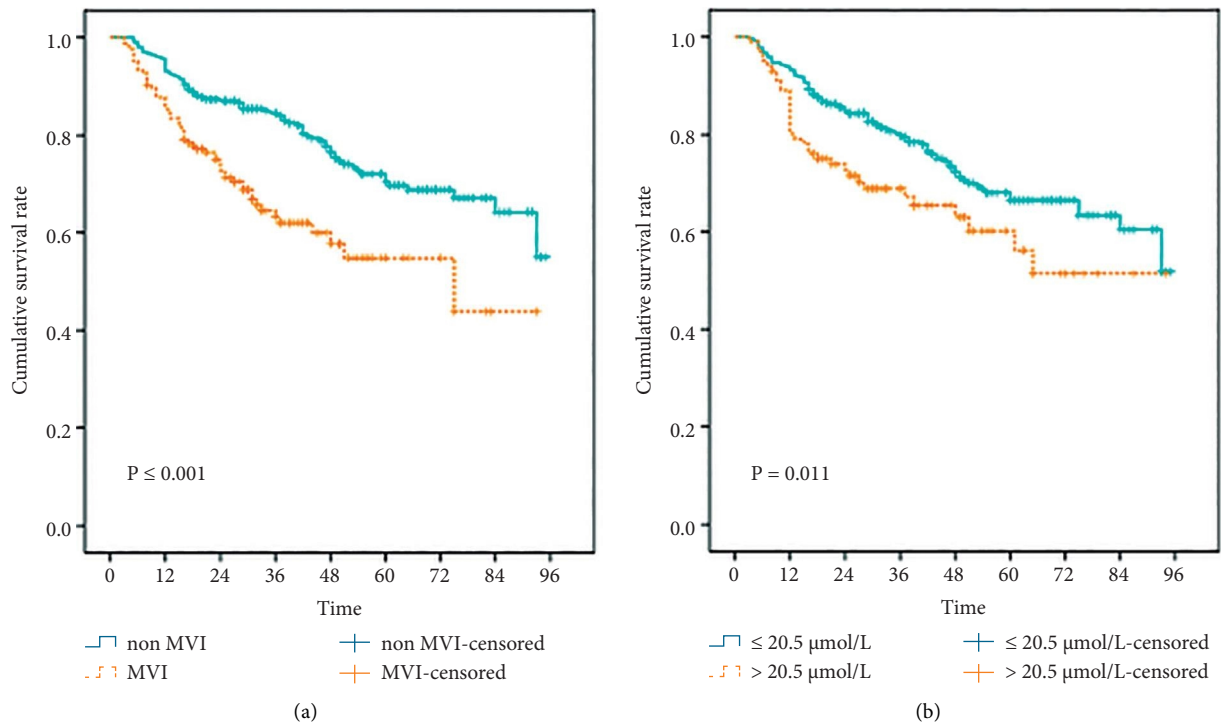 1.0
0.8
0.6
0.4
0.2
0.0
Cumulative survival rate
P ≤ 0.001
0 12 24 36 48 60 72 84 96
Time
non MVI
non MVI-censored
MVI
MVI-censored
(a)
1.0
0.8
0.6
0.4
0.2
0.0
Cumulative survival rate
P = 0.011
0 12 24 36 48 60 72 84 96
Time
≤ 20.5 μmol/L
≤ 20.5 μmol/L-censored
> 20.5 μmol/L
> 20.5 μmol/L-censored
(b)